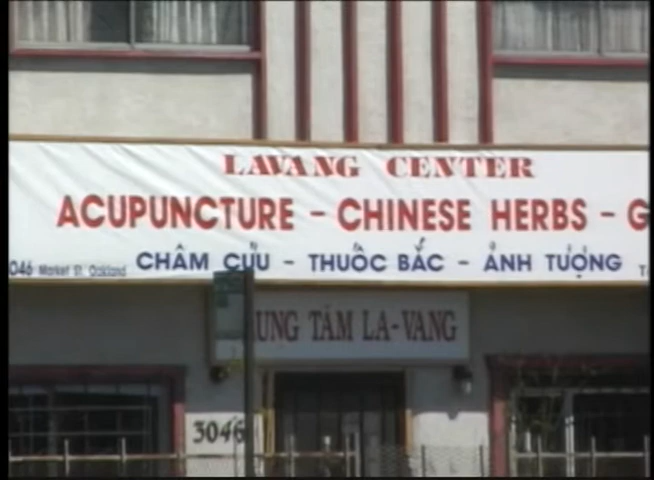 LAVANG CENTER
ACUPUNCTURE - CHINESE HERBS - G
046 Market St. Oakland CHÂM CỨU - THUỐC BẮC - ẢNH TƯỢNG T
UNG TÂM LA-VANG
3046